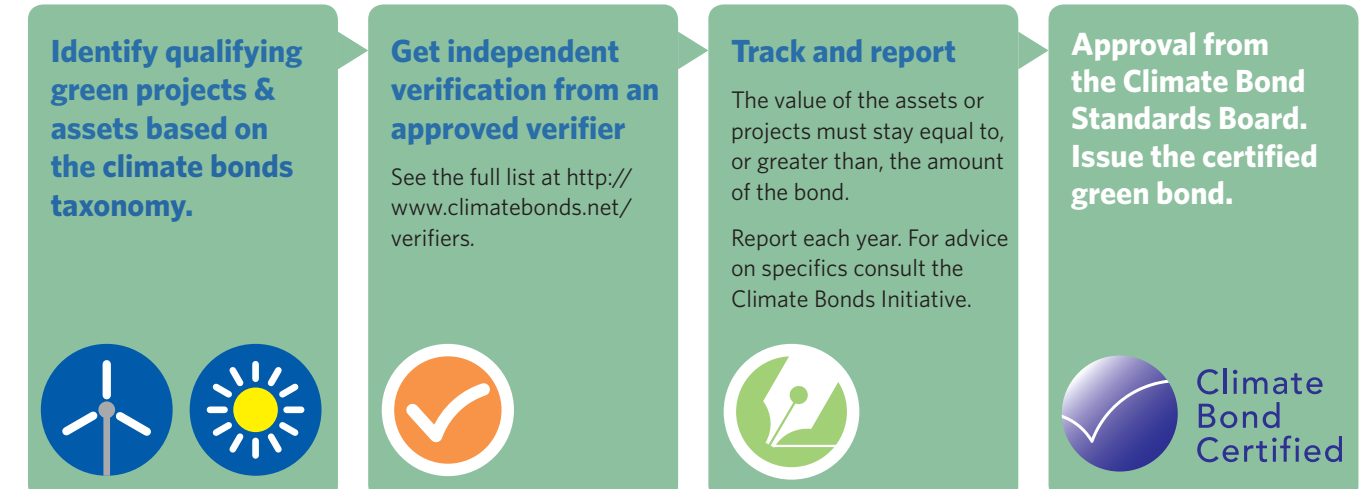 Identify qualifying
green projects &
assets based on
the climate bonds
taxonomy.
Get independent
verification from an
approved verifier
See the full list at http://
www.climatebonds.net/
verifiers.
Track and report
The value of the assets or
projects must stay equal to,
or greater than, the amount
of the bond.
Report each year. For advice
on specifics consult the
Climate Bonds Initiative.
Approval from
the Climate Bond
Standards Board.
Issue the certified
green bond.
Climate
Bond
Certified